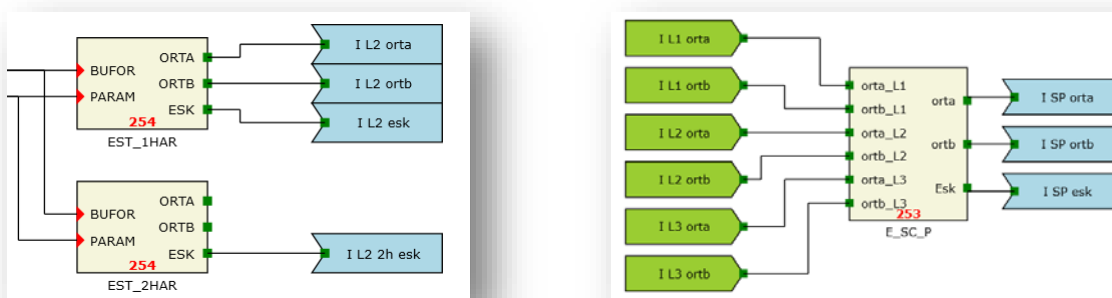 BUFOR
PARAM
ORTA
ORTB
ESK
254
EST_1HAR
I L2 orta
I L2 ortb
I L2 esk
BUFOR
PARAM
ORTA
ORTB
ESK
254
EST_2HAR
I L2 2h esk
I L1 orta
I L1 ortb
I L2 orta
I L2 ortb
I L3 orta
I L3 ortb
orta_L1
ortb_L1
orta_L2
ortb_L2
orta_L3
ortb_L3
orta
ortb
Esk
253
E_SC_P
I SP orta
I SP ortb
I SP esk